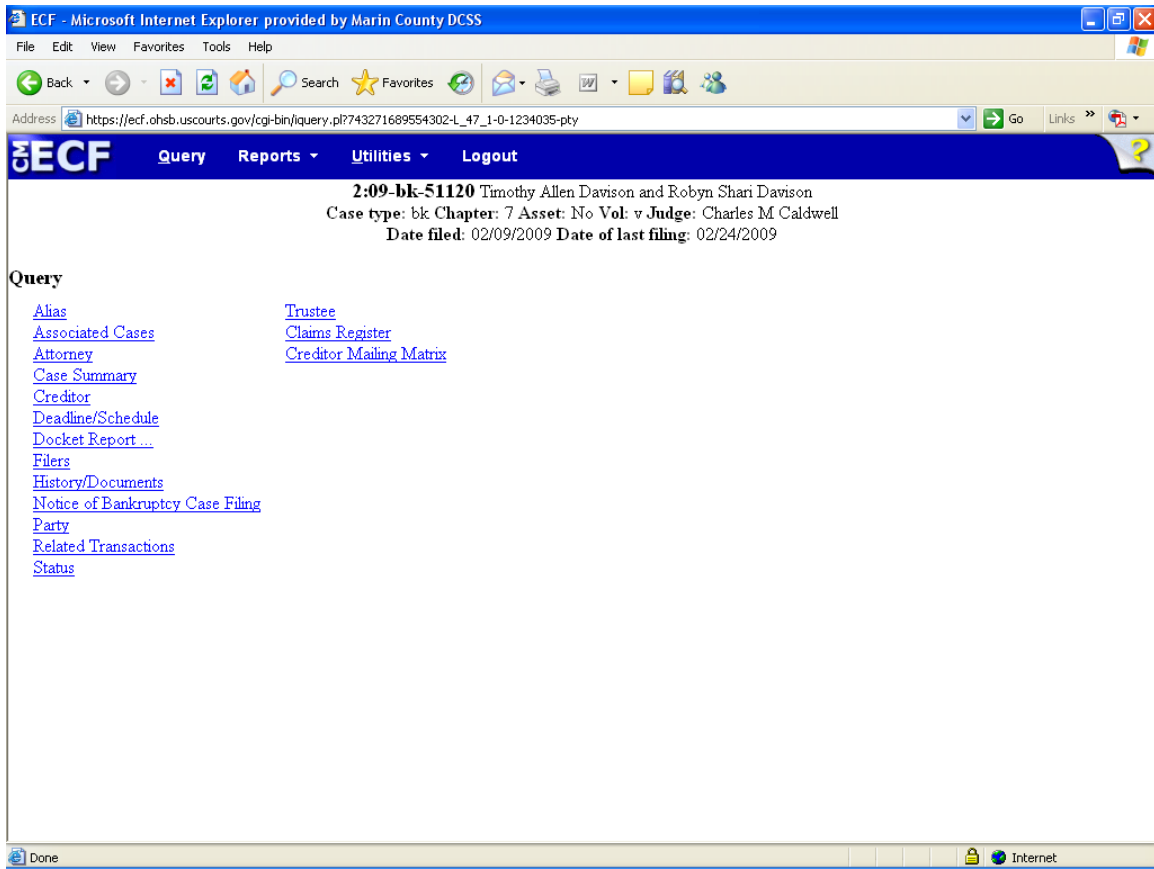 ECF - Microsoft Internet Explorer provided by Marin County DCSS
File Edit View Favorites Tools Help
Back Search Favorites
Address https://ecf.ohsb.uscourts.gov/cgi-bin/iquery.pl?743271689554302-L_47_1-0-1234035-pty Go Links »
CM ECF Query Reports Utilities Logout ?
2:09-bk-51120 Timothy Allen Davison and Robyn Shari Davison
Case type: bk Chapter: 7 Asset: No Vol: v Judge: Charles M Caldwell
Date filed: 02/09/2009 Date of last filing: 02/24/2009
Query
Alias
Associated Cases
Attorney
Case Summary
Creditor
Deadline/Schedule
Docket Report ...
Filers
History/Documents
Notice of Bankruptcy Case Filing
Party
Related Transactions
Status
Trustee
Claims Register
Creditor Mailing Matrix
Done Internet